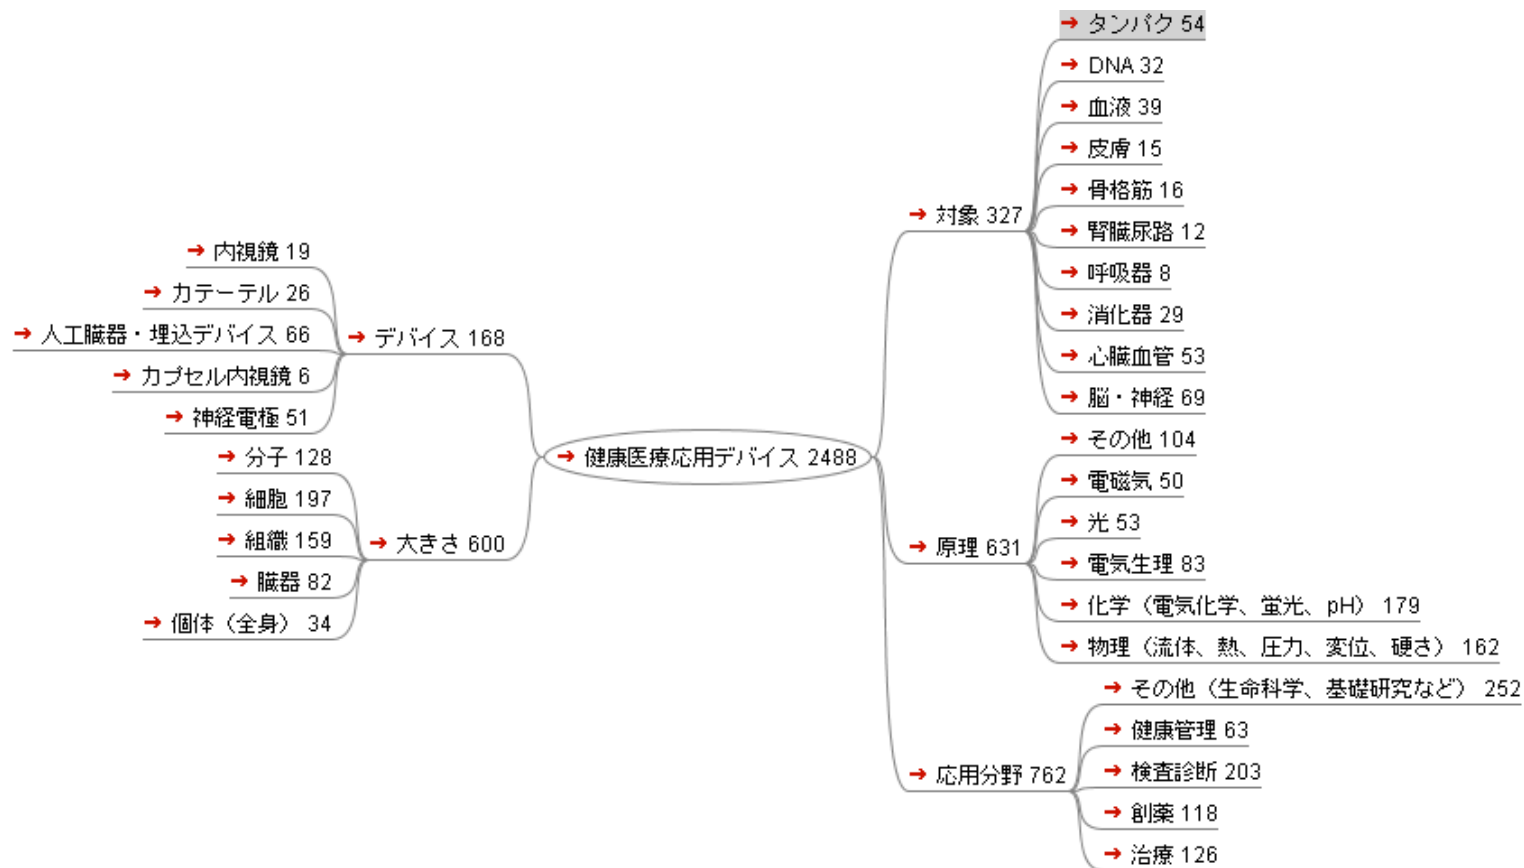 タンパク 54
DNA 32
血液 39
皮膚 15
骨格筋 16
対象 327
腎臓尿路 12
内視鏡 19
呼吸器 8
カテーテル 26
消化器 29
人工臓器・埋込デバイス 66
デバイス 168
心臓血管 53
カプセル内視鏡 6
脳・神経 69
神経電極 51
その他 104
分子 128
健康医療応用デバイス 2488
電磁気 50
細胞 197
光 53
組織 159
大きさ 600
原理 631
電気生理 83
臓器 82
化学（電気化学、蛍光、pH） 179
個体（全身） 34
物理（流体、熱、圧力、変位、硬さ） 162
その他（生命科学、基礎研究など） 252
健康管理 63
応用分野 762
検査診断 203
創薬 118
治療 126